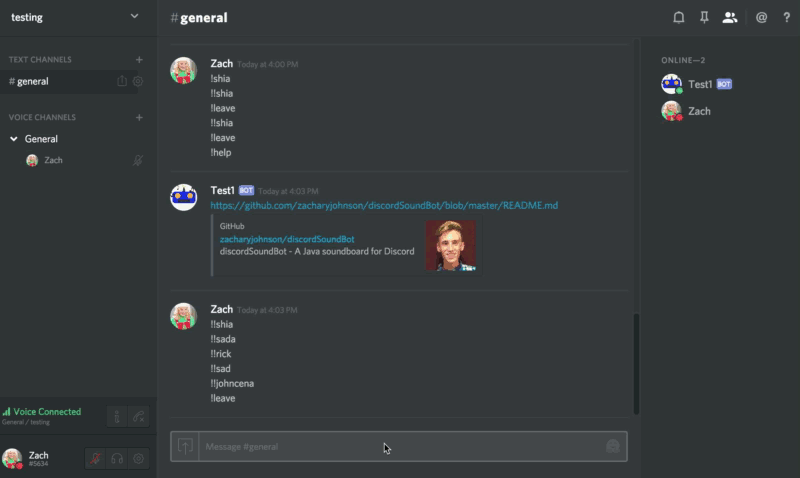 testing
#general
@
?
TEXT CHANNELS
+
# general
VOICE CHANNELS
+
General
Zach
Voice Connected
General / testing
Zach
#5634
Zach Today at 4:00 PM
!shia
!!shia
!leave
!!shia
!leave
!help
Test1 BOT Today at 4:03 PM
https://github.com/zacharyjohnson/discordSoundBot/blob/master/README.md
GitHub
zacharyjohnson/discordSoundBot
discordSoundBot - A Java soundboard for Discord
Zach Today at 4:03 PM
!!shia
!!sada
!!rick
!!sad
!!johncena
!leave
Message #general
ONLINE—2
Test1 BOT
Zach